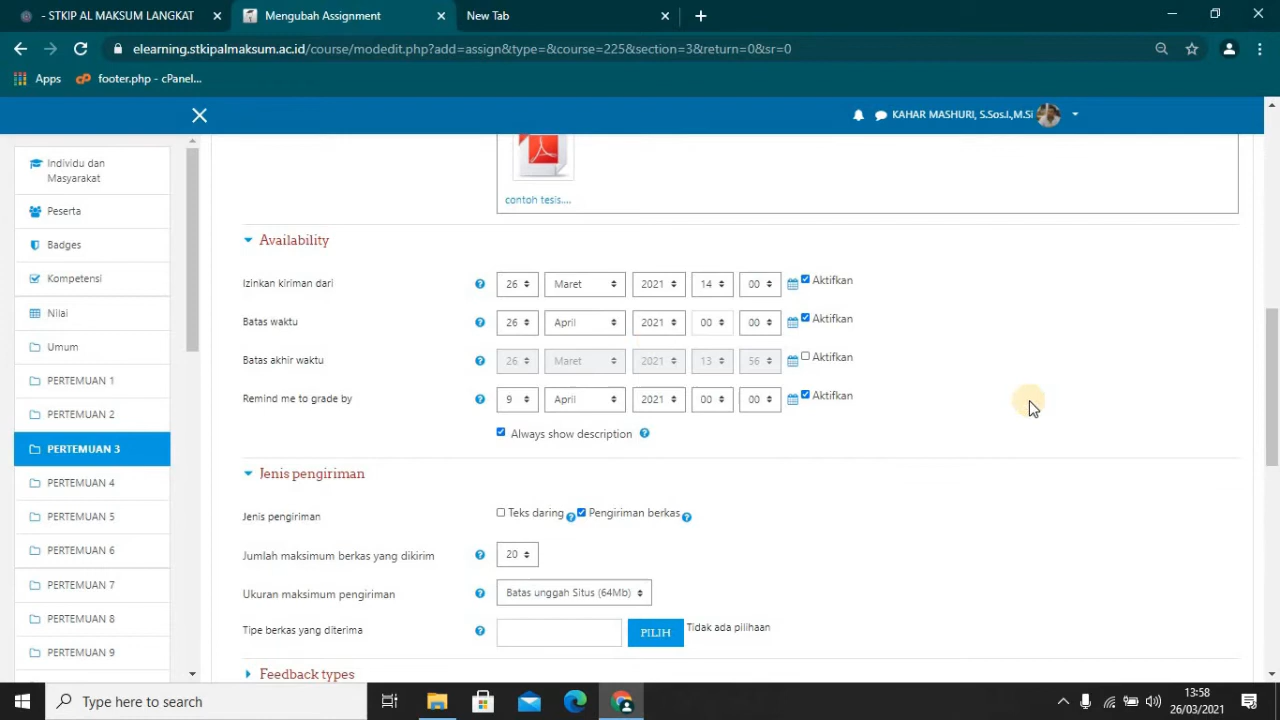 - STKIP AL MAKSUM LANGKAT
Mengubah Assignment
New Tab
elearning.stkipalmaksum.ac.id/course/modedit.php?add=assign&type=&course=225&section=3&return=0&sr=0
Apps
footer.php - cPanel...
KAHAR MASHURI, S.Sos.I.,M.Si
Individu dan
Masyarakat
Peserta
Badges
Kompetensi
Nilai
Umum
PERTEMUAN 1
PERTEMUAN 2
PERTEMUAN 3
PERTEMUAN 4
PERTEMUAN 5
PERTEMUAN 6
PERTEMUAN 7
PERTEMUAN 8
PERTEMUAN 9
contoh tesis....
Availability
Izinkan kiriman dari 26 Maret 2021 14 00 Aktifkan
Batas waktu 26 April 2021 00 00 Aktifkan
Batas akhir waktu 26 Maret 2021 13 56 Aktifkan
Remind me to grade by 9 April 2021 00 00 Aktifkan
Always show description
Jenis pengiriman
Jenis pengiriman Teks daring Pengiriman berkas
Jumlah maksimum berkas yang dikirim 20
Ukuran maksimum pengiriman Batas unggah Situs (64Mb)
Tipe berkas yang diterima PILIH Tidak ada pilihaan
Feedback types
Type here to search
13:58
26/03/2021